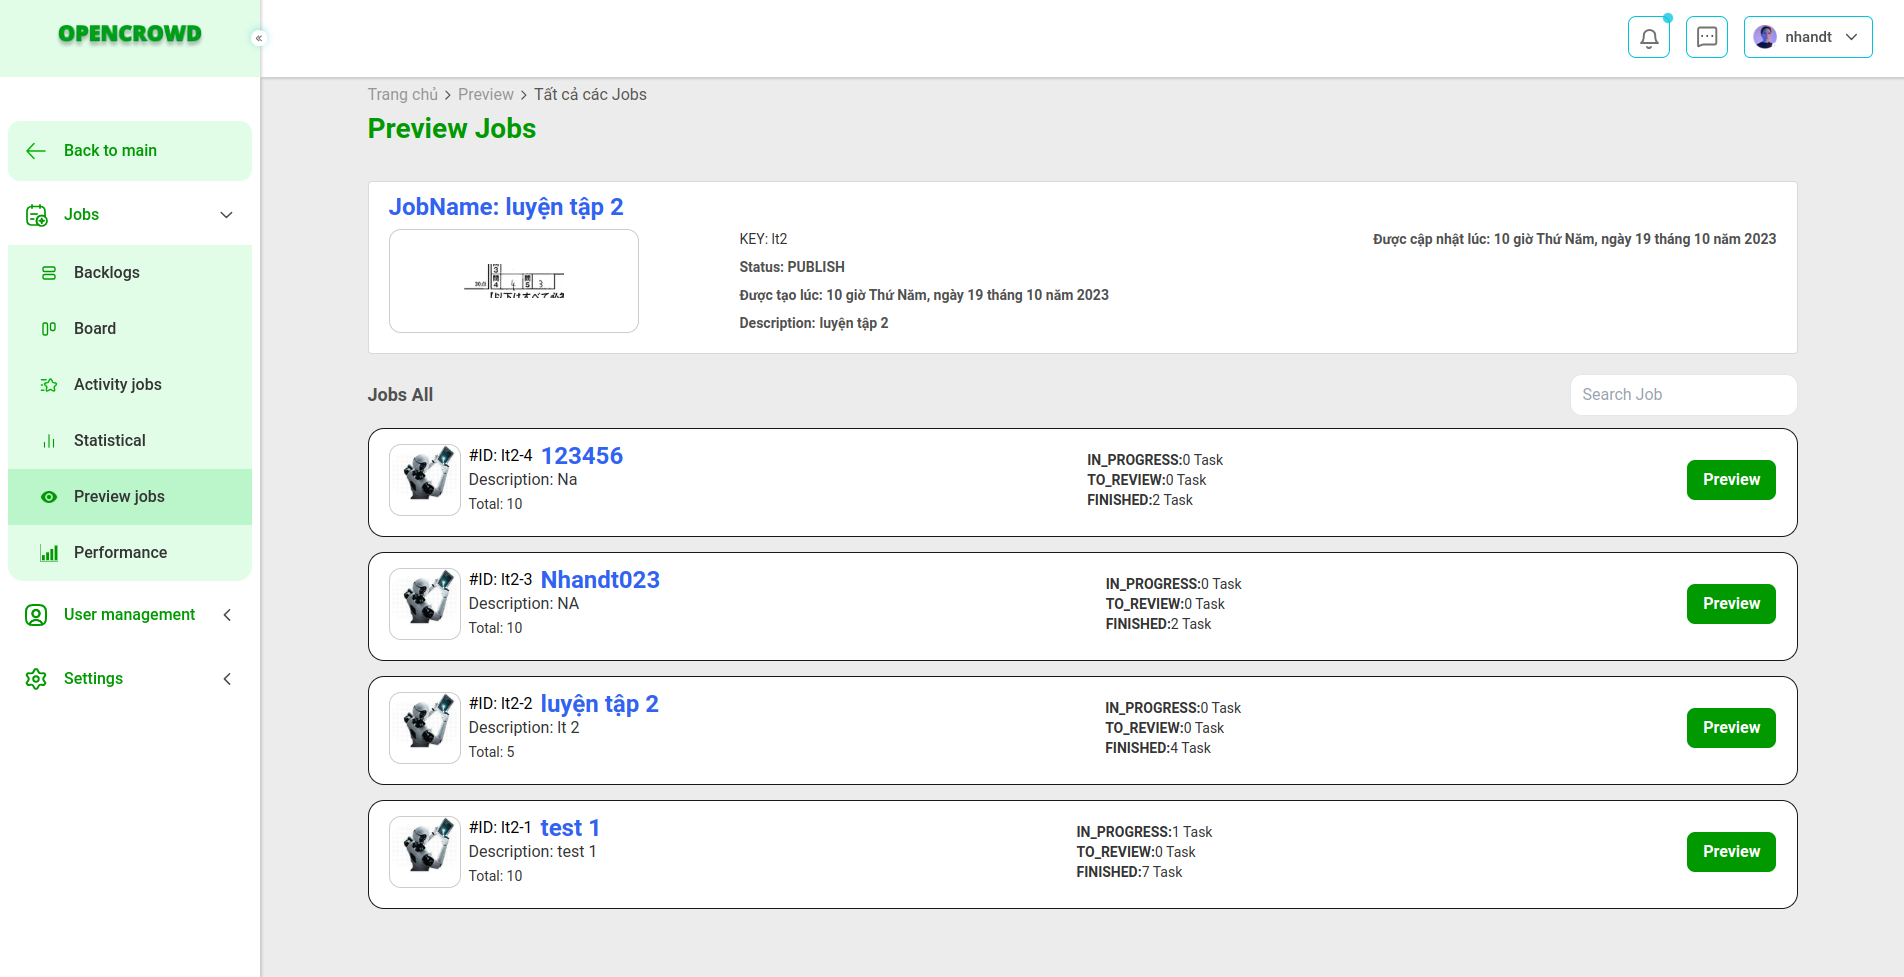 OPENCROWD
«
nhandt
Back to main
Jobs
Backlogs
Board
Activity jobs
Statistical
Preview jobs
Performance
User management
Settings
Trang chủ > Preview > Tất cả các Jobs
Preview Jobs
JobName: luyện tập 2
KEY: lt2
Được cập nhật lúc: 10 giờ Thứ Năm, ngày 19 tháng 10 năm 2023
Status: PUBLISH
Được tạo lúc: 10 giờ Thứ Năm, ngày 19 tháng 10 năm 2023
Description: luyện tập 2
Jobs All
Search Job
#ID: lt2-4 123456
Description: Na
Total: 10
IN_PROGRESS:0 Task
TO_REVIEW:0 Task
FINISHED:2 Task
Preview
#ID: lt2-3 Nhandt023
Description: NA
Total: 10
IN_PROGRESS:0 Task
TO_REVIEW:0 Task
FINISHED:2 Task
Preview
#ID: lt2-2 luyện tập 2
Description: lt 2
Total: 5
IN_PROGRESS:0 Task
TO_REVIEW:0 Task
FINISHED:4 Task
Preview
#ID: lt2-1 test 1
Description: test 1
Total: 10
IN_PROGRESS:1 Task
TO_REVIEW:0 Task
FINISHED:7 Task
Preview